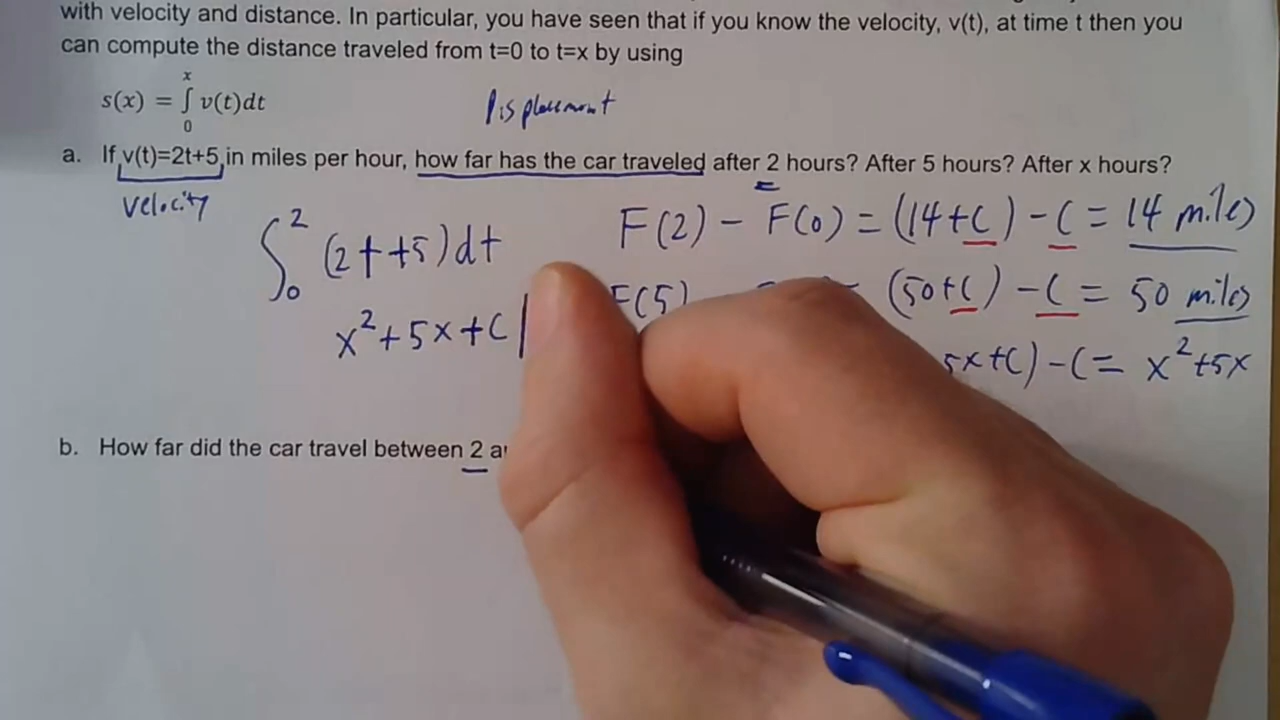 with velocity and distance. In particular, you have seen that if you know the velocity, v(t), at time t then you
can compute the distance traveled from t=0 to t=x by using
s(x) = ∫₀ˣ v(t)dt
Displacement
a. If v(t)=2t+5 in miles per hour, how far has the car traveled after 2 hours? After 5 hours? After x hours?
velocity
∫₀² (2t+5)dt
F(2) - F(0) = (14+C) - C = 14 miles
F(5) = (50+C) - C = 50 miles
x²+5x+C|
5x+C) - C = x²+5x
b. How far did the car travel between 2